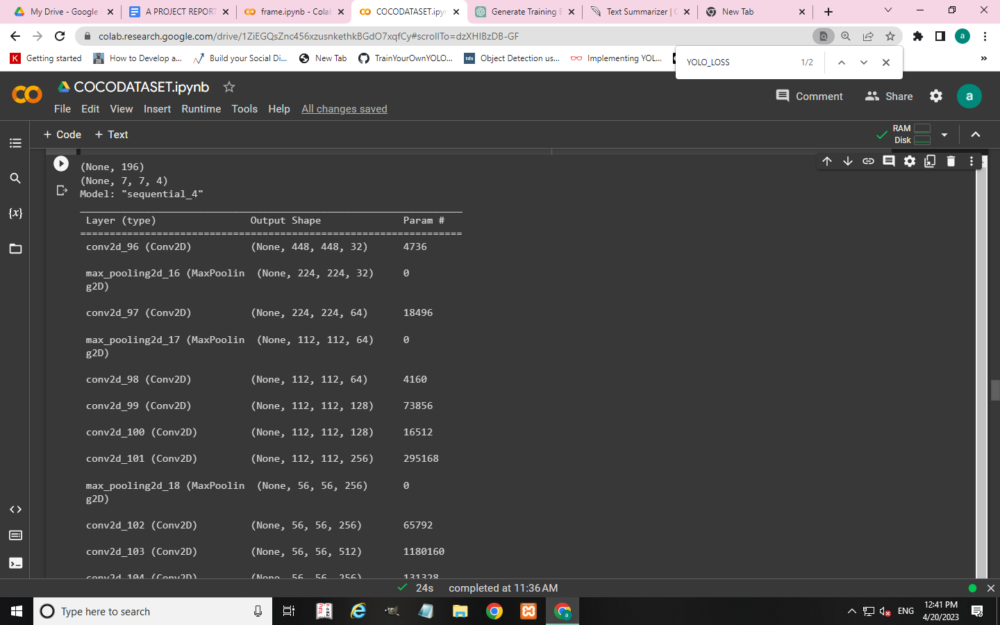 My Drive - Google
A PROJECT REPORT
frame.ipynb - Colab
COCODATASET.ipyn
Generate Training E
Text Summarizer | C
New Tab
colab.research.google.com/drive/1ZiEGQsZnc456xzusnkethkBGdO7xqfCy#scrollTo=dzXHIBzDB-GF
a
K Getting started
How to Develop a...
Build your Social Di...
New Tab
TrainYourOwnYOLO...
tds Object Detection us...
Implementing YOL...
»
YOLO_LOSS 1/2
COCODATASET.ipynb
Comment
Share
a
File Edit View Insert Runtime Tools Help All changes saved
+ Code + Text
RAM
Disk
{x}
(None, 196)
(None, 7, 7, 4)
Model: "sequential_4"
Layer (type) Output Shape Param #
conv2d_96 (Conv2D) (None, 448, 448, 32) 4736
max_pooling2d_16 (MaxPoolin (None, 224, 224, 32) 0
g2D)
conv2d_97 (Conv2D) (None, 224, 224, 64) 18496
max_pooling2d_17 (MaxPoolin (None, 112, 112, 64) 0
g2D)
conv2d_98 (Conv2D) (None, 112, 112, 64) 4160
conv2d_99 (Conv2D) (None, 112, 112, 128) 73856
conv2d_100 (Conv2D) (None, 112, 112, 128) 16512
conv2d_101 (Conv2D) (None, 112, 112, 256) 295168
max_pooling2d_18 (MaxPoolin (None, 56, 56, 256) 0
g2D)
conv2d_102 (Conv2D) (None, 56, 56, 256) 65792
conv2d_103 (Conv2D) (None, 56, 56, 512) 1180160
conv2d_104 (Conv2D) (None, 56, 56, 256) 131328
24s completed at 11:36 AM
Type here to search
ENG
12:41 PM
4/20/2023